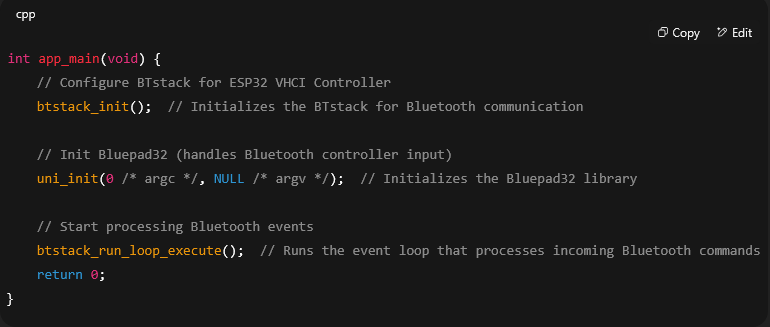 cpp
Copy Edit
int app_main(void) {
    // Configure BTstack for ESP32 VHCI Controller
    btstack_init();  // Initializes the BTstack for Bluetooth communication

    // Init Bluepad32 (handles Bluetooth controller input)
    uni_init(0 /* argc */, NULL /* argv */);  // Initializes the Bluepad32 library

    // Start processing Bluetooth events
    btstack_run_loop_execute();  // Runs the event loop that processes incoming Bluetooth commands
    return 0;
}